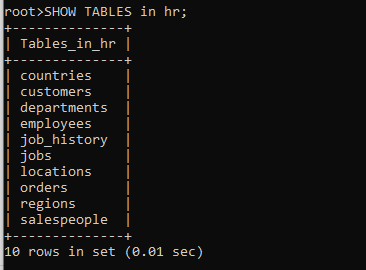 root>SHOW TABLES in hr;
+--------------+
| Tables_in_hr |
+--------------+
| countries    |
| customers    |
| departments  |
| employees    |
| job_history  |
| jobs         |
| locations    |
| orders       |
| regions      |
| salespeople  |
+--------------+
10 rows in set (0.01 sec)